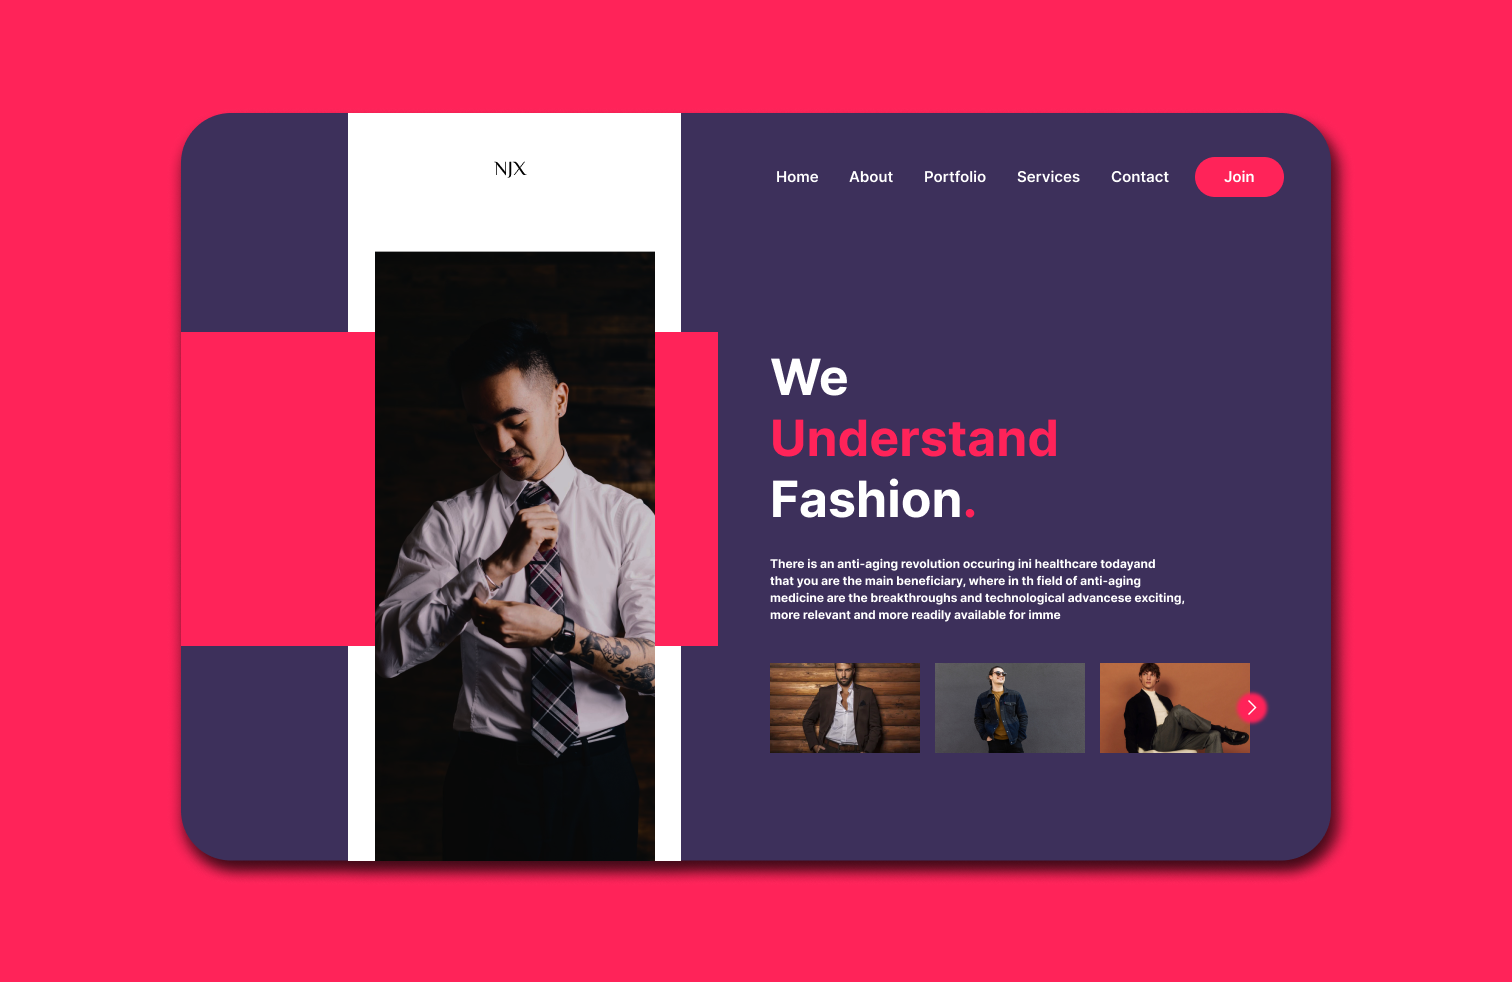 NJX
Home About Portfolio Services Contact Join
We
Understand
Fashion.
There is an anti-aging revolution occuring ini healthcare todayand
that you are the main beneficiary, where in th field of anti-aging
medicine are the breakthroughs and technological advancese exciting,
more relevant and more readily available for imme